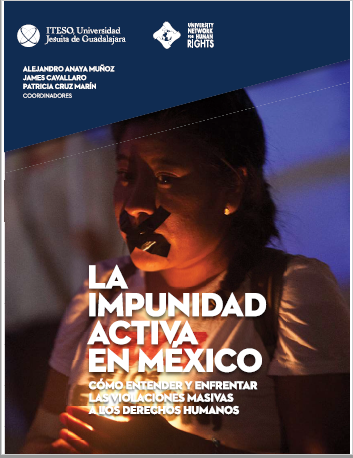 ITESO, Universidad
Jesuita de Guadalajara
UNIVERSITY
NETWORK
FOR HUMAN
RIGHTS
ALEJANDRO ANAYA MUÑOZ
JAMES CAVALLARO
PATRICIA CRUZ MARÍN
COORDINADORES
LA
IMPUNIDAD
ACTIVA
EN MÉXICO
CÓMO ENTENDER Y ENFRENTAR
LAS VIOLACIONES MASIVAS
A LOS DERECHOS HUMANOS